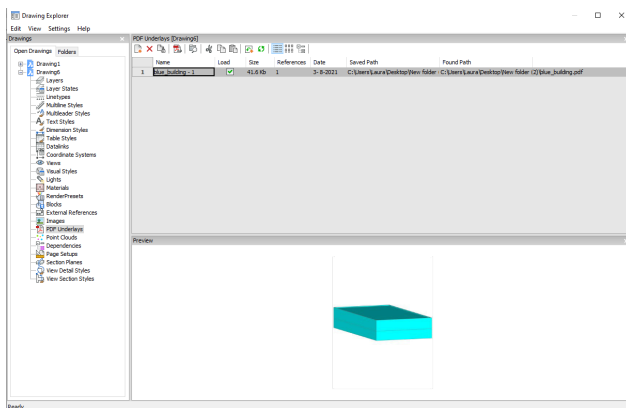 Drawing Explorer
Edit View Settings Help
Drawings
PDF Underlays [Drawing6]
Open Drawings Folders
Name Load Size References Date Saved Path Found Path
1 blue_building - 1 41.6 Kb 1 3- 8-2021 C:\Users\Laura\Desktop\New folder C:\Users\Laura\Desktop\New folder (2)\blue_building.pdf
Drawing1
Drawing6
Layers
Layer States
Linetypes
Multiline Styles
Multileader Styles
Text Styles
Dimension Styles
Table Styles
Datalinks
Coordinate Systems
Views
Visual Styles
Lights
Materials
RenderPresets
Blocks
External References
Images
PDF Underlays
Point Clouds
Dependencies
Page Setups
Section Planes
View Detail Styles
View Section Styles
Preview
Ready